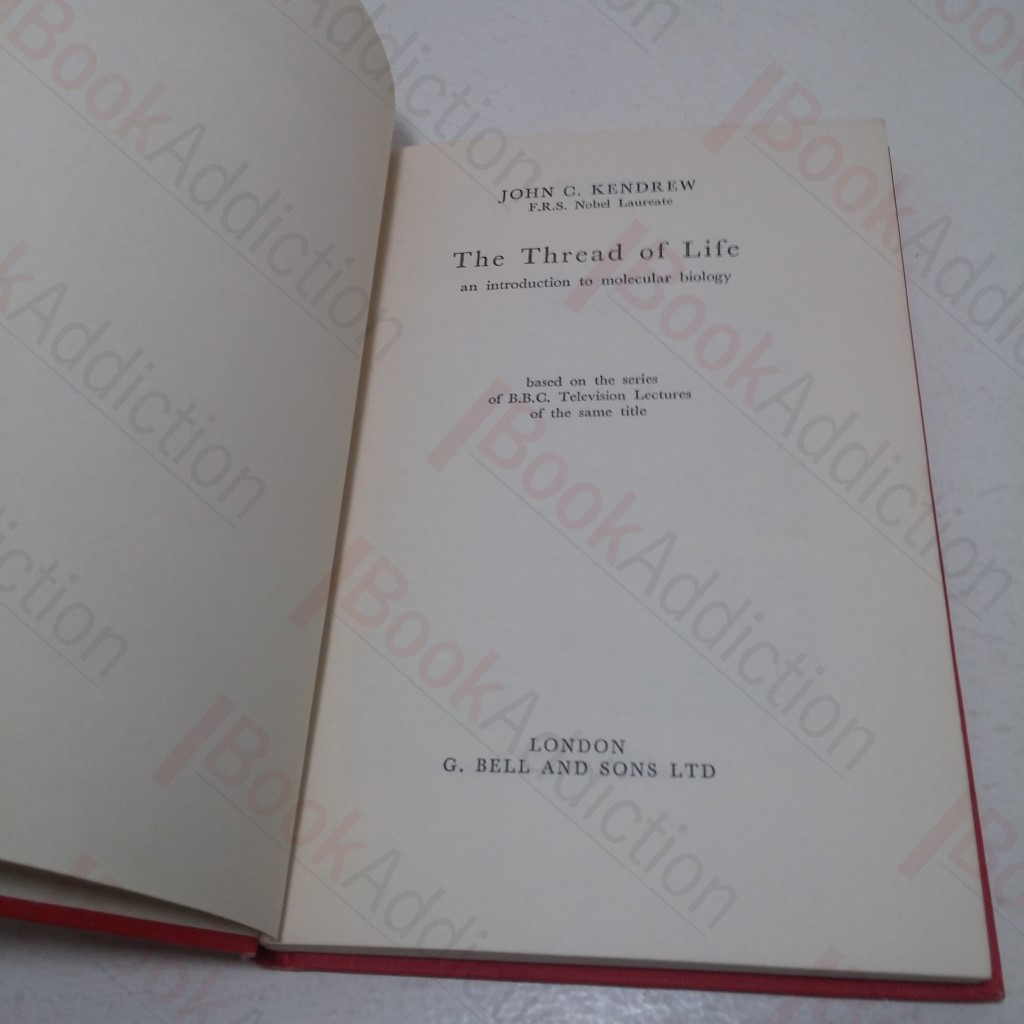 JOHN C. KENDREW
F.R.S. Nobel Laureate
The Thread of Life
an introduction to molecular biology
based on the series
of B.B.C. Television Lectures
of the same title
LONDON
G. BELL AND SONS LTD
BookAddiction